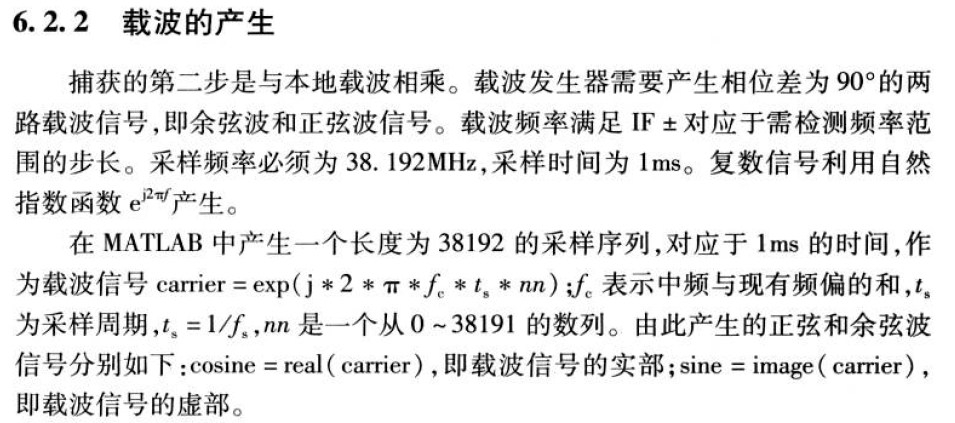 6.2.2 载波的产生
捕获的第二步是与本地载波相乘。载波发生器需要产生相位差为90°的两
路载波信号,即余弦波和正弦波信号。载波频率满足 IF ± 对应于需检测频率范
围的步长。采样频率必须为 38.192MHz,采样时间为 1ms。复数信号利用自然
指数函数 e^{j2πf}产生。
在 MATLAB 中产生一个长度为 38192 的采样序列,对应于 1ms 的时间,作
为载波信号 carrier = exp(j * 2 * π * f_c * t_s * nn);f_c 表示中频与现有频偏的和,t_s
为采样周期,t_s = 1/f_s,nn 是一个从 0 ~ 38191 的数列。由此产生的正弦和余弦波
信号分别如下:cosine = real(carrier),即载波信号的实部;sine = image(carrier),
即载波信号的虚部。